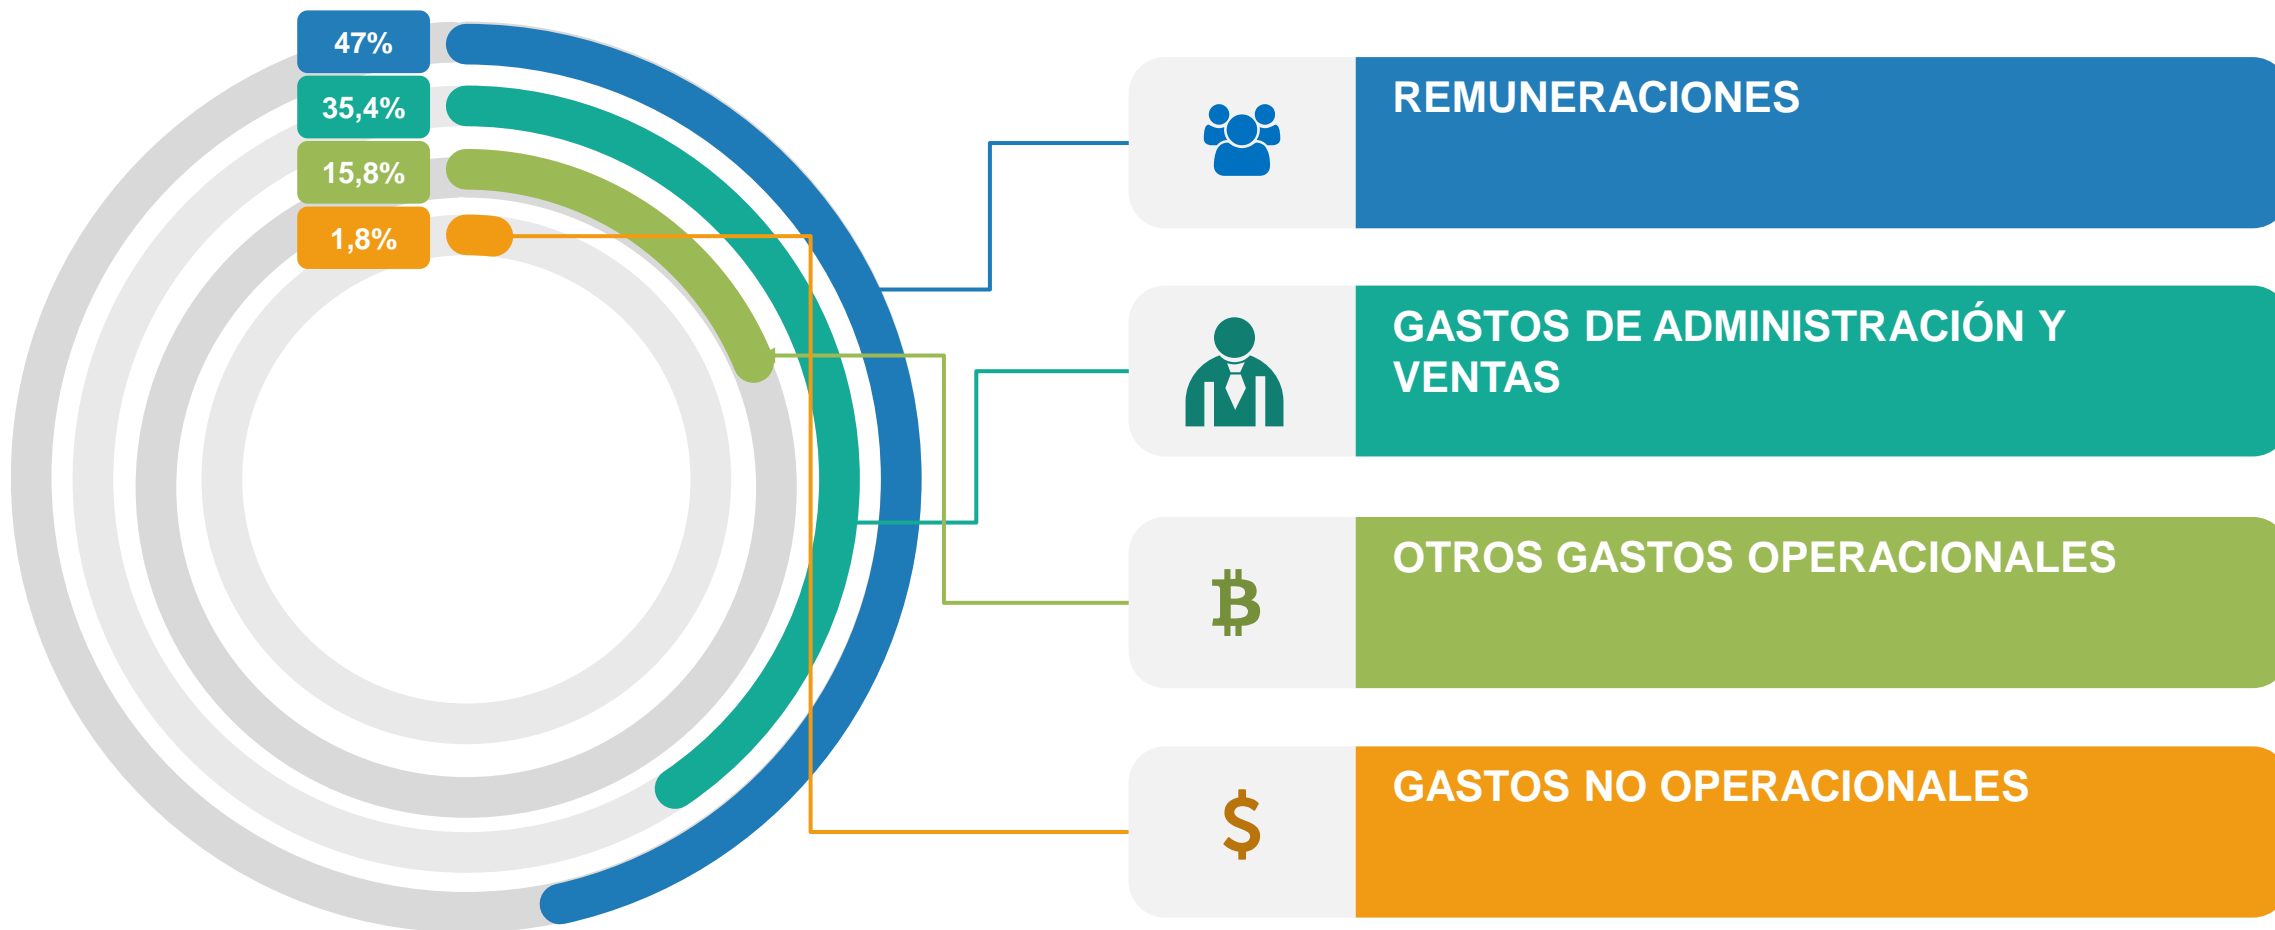 47%
35,4%
15,8%
1,8%
REMUNERACIONES
GASTOS DE ADMINISTRACIÓN Y
VENTAS
OTROS GASTOS OPERACIONALES
GASTOS NO OPERACIONALES